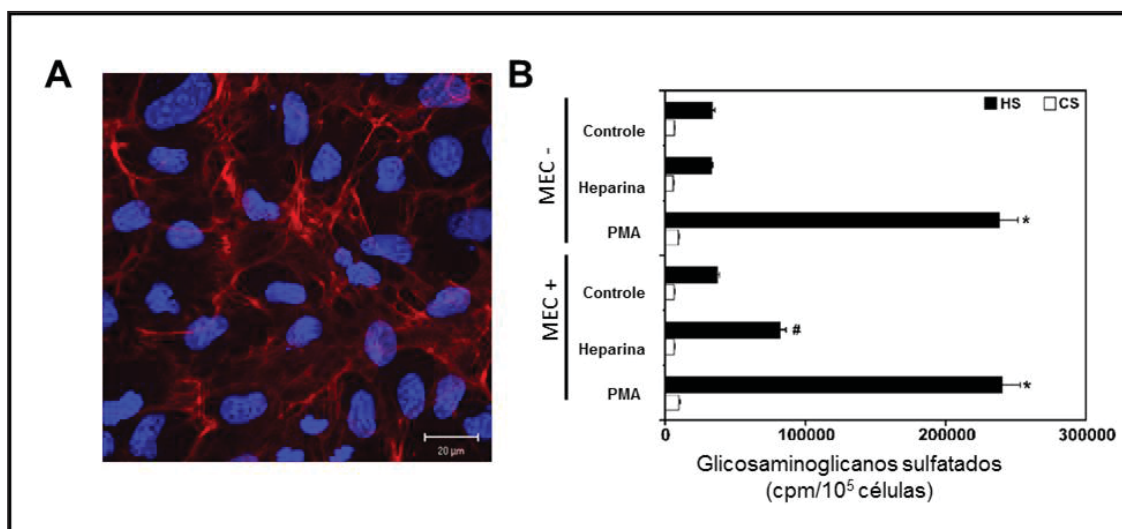 A
20 µm
B
HS
CS
MEC -
Controle
Heparina
PMA
*
MEC +
Controle
Heparina
#
PMA
*
0 100000 200000 300000
Glicosaminoglicanos sulfatados
(cpm/10⁵ células)